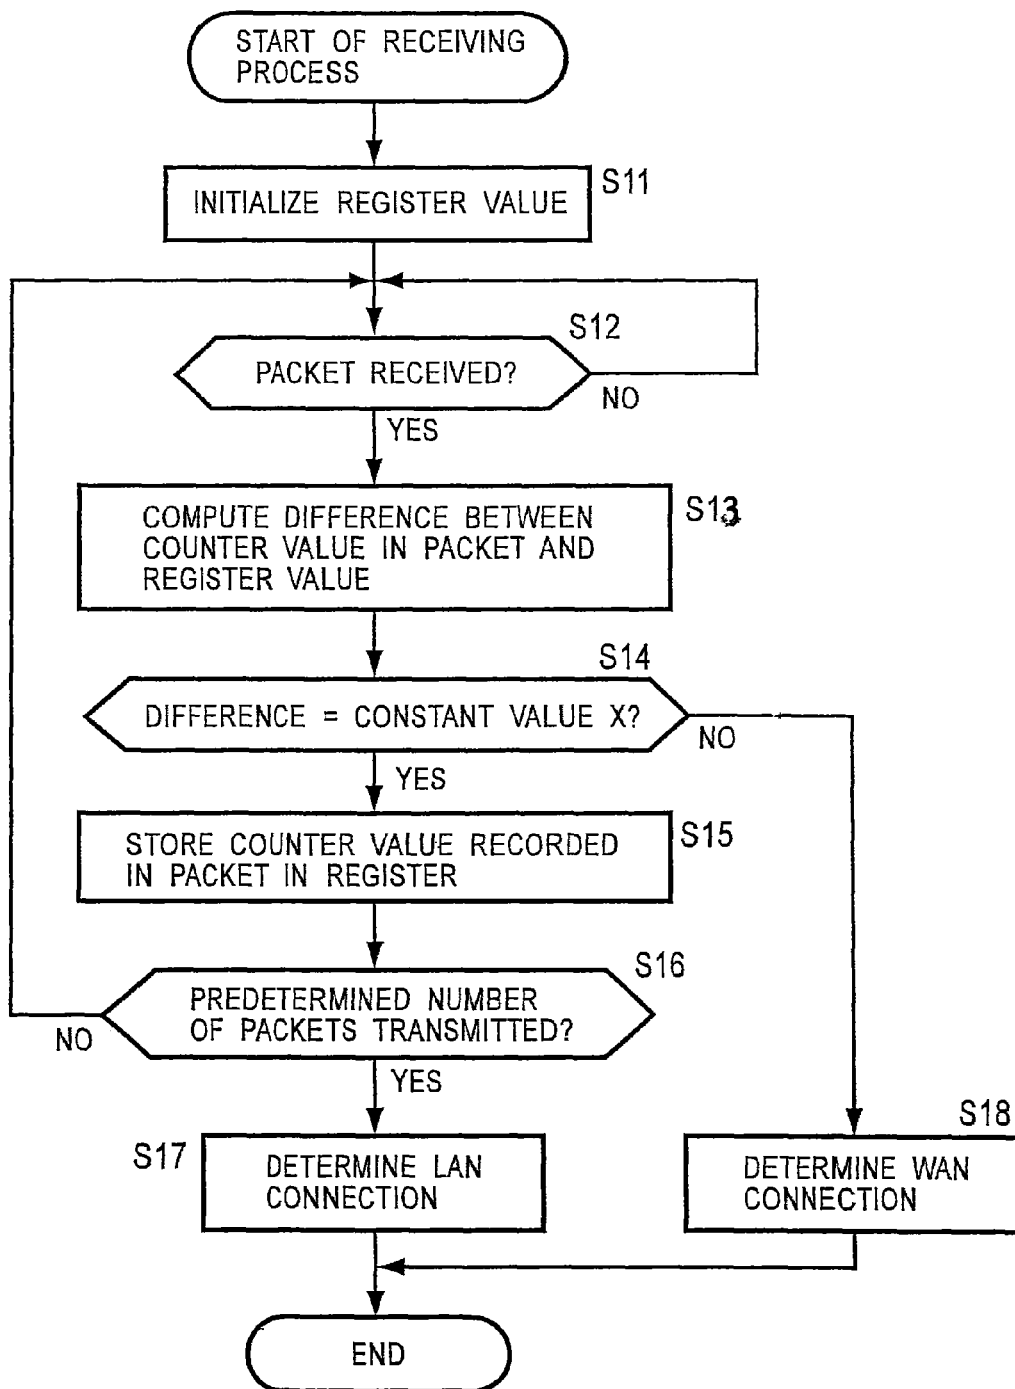 START OF RECEIVING
PROCESS
S11
INITIALIZE REGISTER VALUE
S12
PACKET RECEIVED?
NO
YES
S13
COMPUTE DIFFERENCE BETWEEN
COUNTER VALUE IN PACKET AND
REGISTER VALUE
S14
DIFFERENCE = CONSTANT VALUE X?
NO
YES
S15
STORE COUNTER VALUE RECORDED
IN PACKET IN REGISTER
S16
PREDETERMINED NUMBER
OF PACKETS TRANSMITTED?
NO
YES
S17
DETERMINE LAN
CONNECTION
S18
DETERMINE WAN
CONNECTION
END